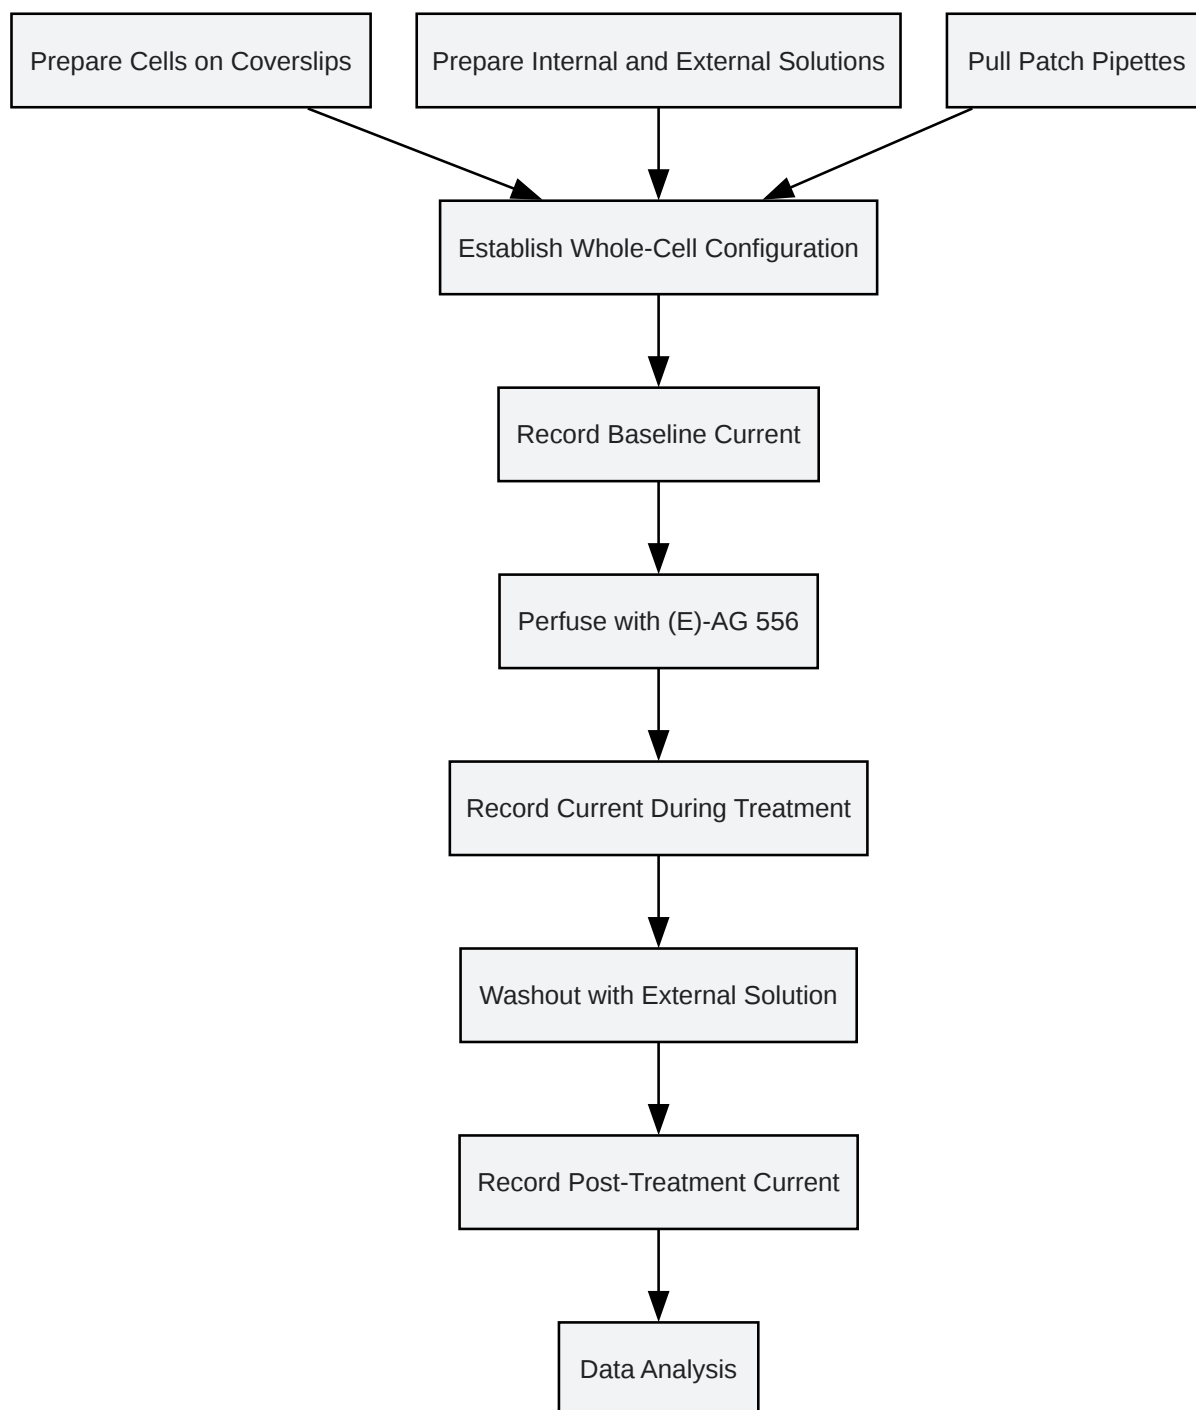 Prepare Cells on Coverslips
Prepare Internal and External Solutions
Pull Patch Pipettes
Establish Whole-Cell Configuration
Record Baseline Current
Perfuse with (E)-AG 556
Record Current During Treatment
Washout with External Solution
Record Post-Treatment Current
Data Analysis